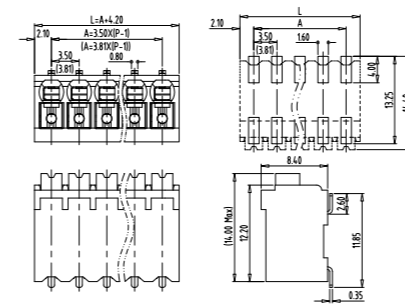 L=A+4.20
2.10
A=3.50X(P-1)
(A=3.81X(P-1))
3.50
(3.81)
0.80
L
2.10
A
3.50
(3.81)
1.60
4.00
13.25
8.40
(14.00 Max)
12.20
2.60
11.85
0.35